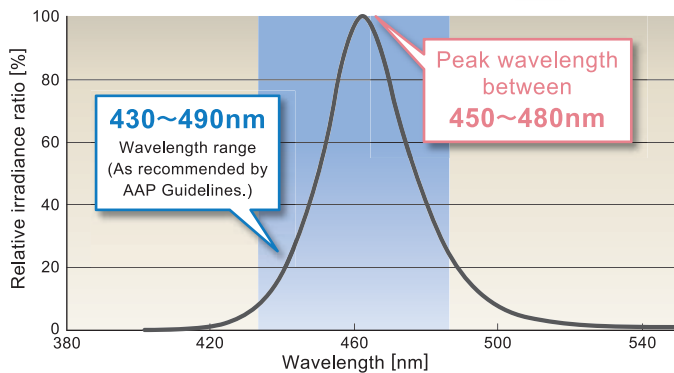 Relative irradiance ratio [%]
100
80
60
40
20
0
430～490nm
Wavelength range
(As recommended by
AAP Guidelines.)
Peak wavelength
between
450～480nm
380
420
460
500
540
Wavelength [nm]